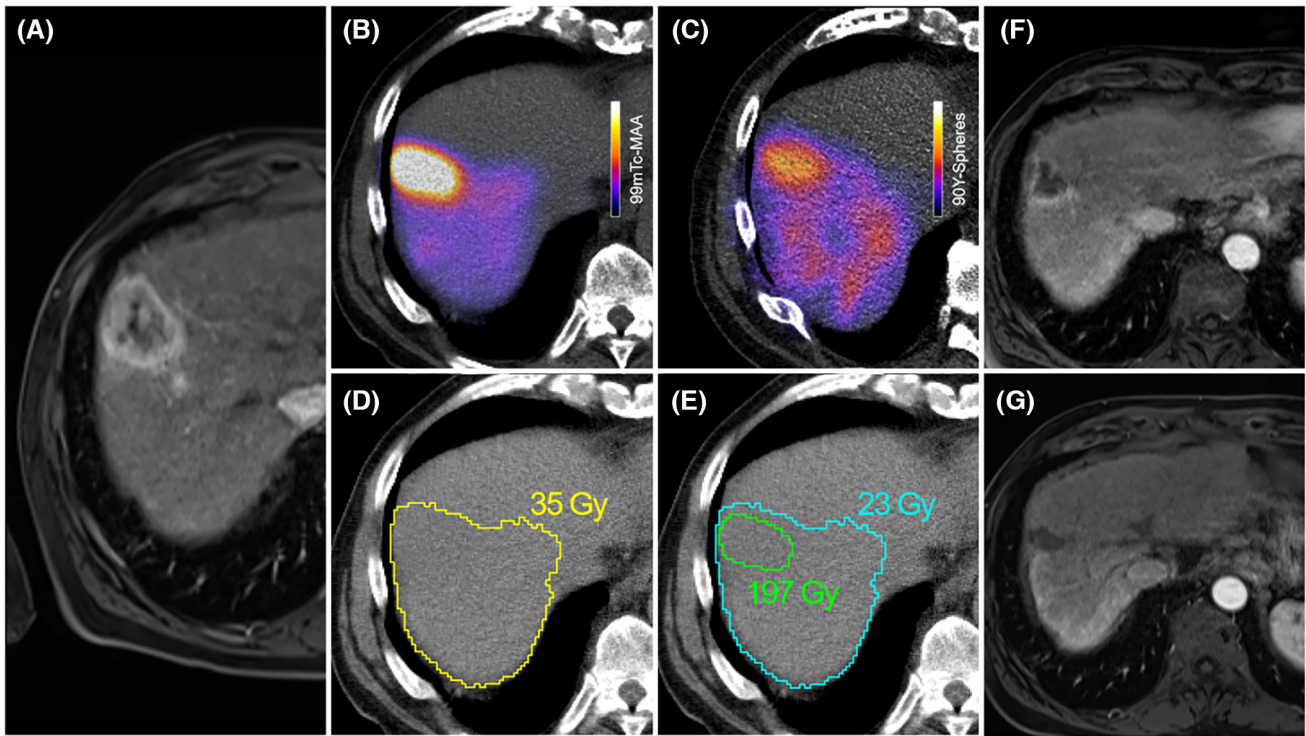 (A)
(B)
99mTc-MAA
(C)
90Y-Spheres
(F)
(D)
35 Gy
(E)
23 Gy
197 Gy
(G)